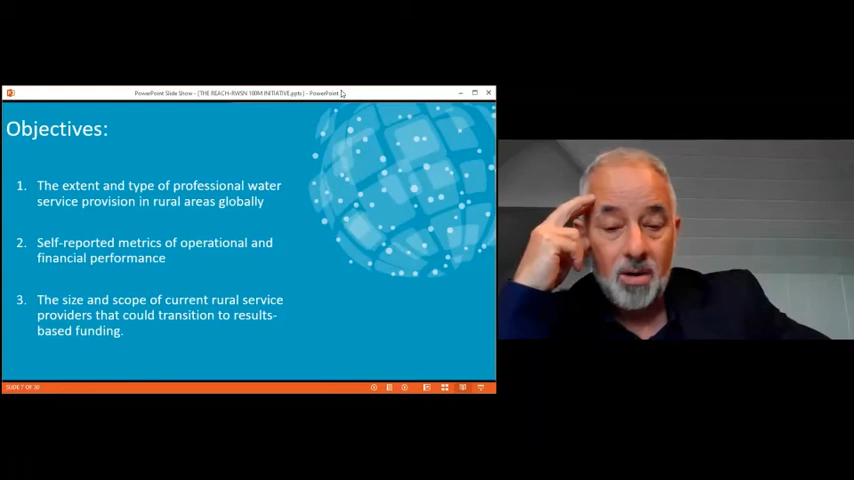 PowerPoint Slide Show - [THE REACH-RWSN 100M INITIATIVE.pptx] - PowerPoint
Objectives:
1. The extent and type of professional water
service provision in rural areas globally
2. Self-reported metrics of operational and
financial performance
3. The size and scope of current rural service
providers that could transition to results-
based funding.
SLIDE 7 OF 30